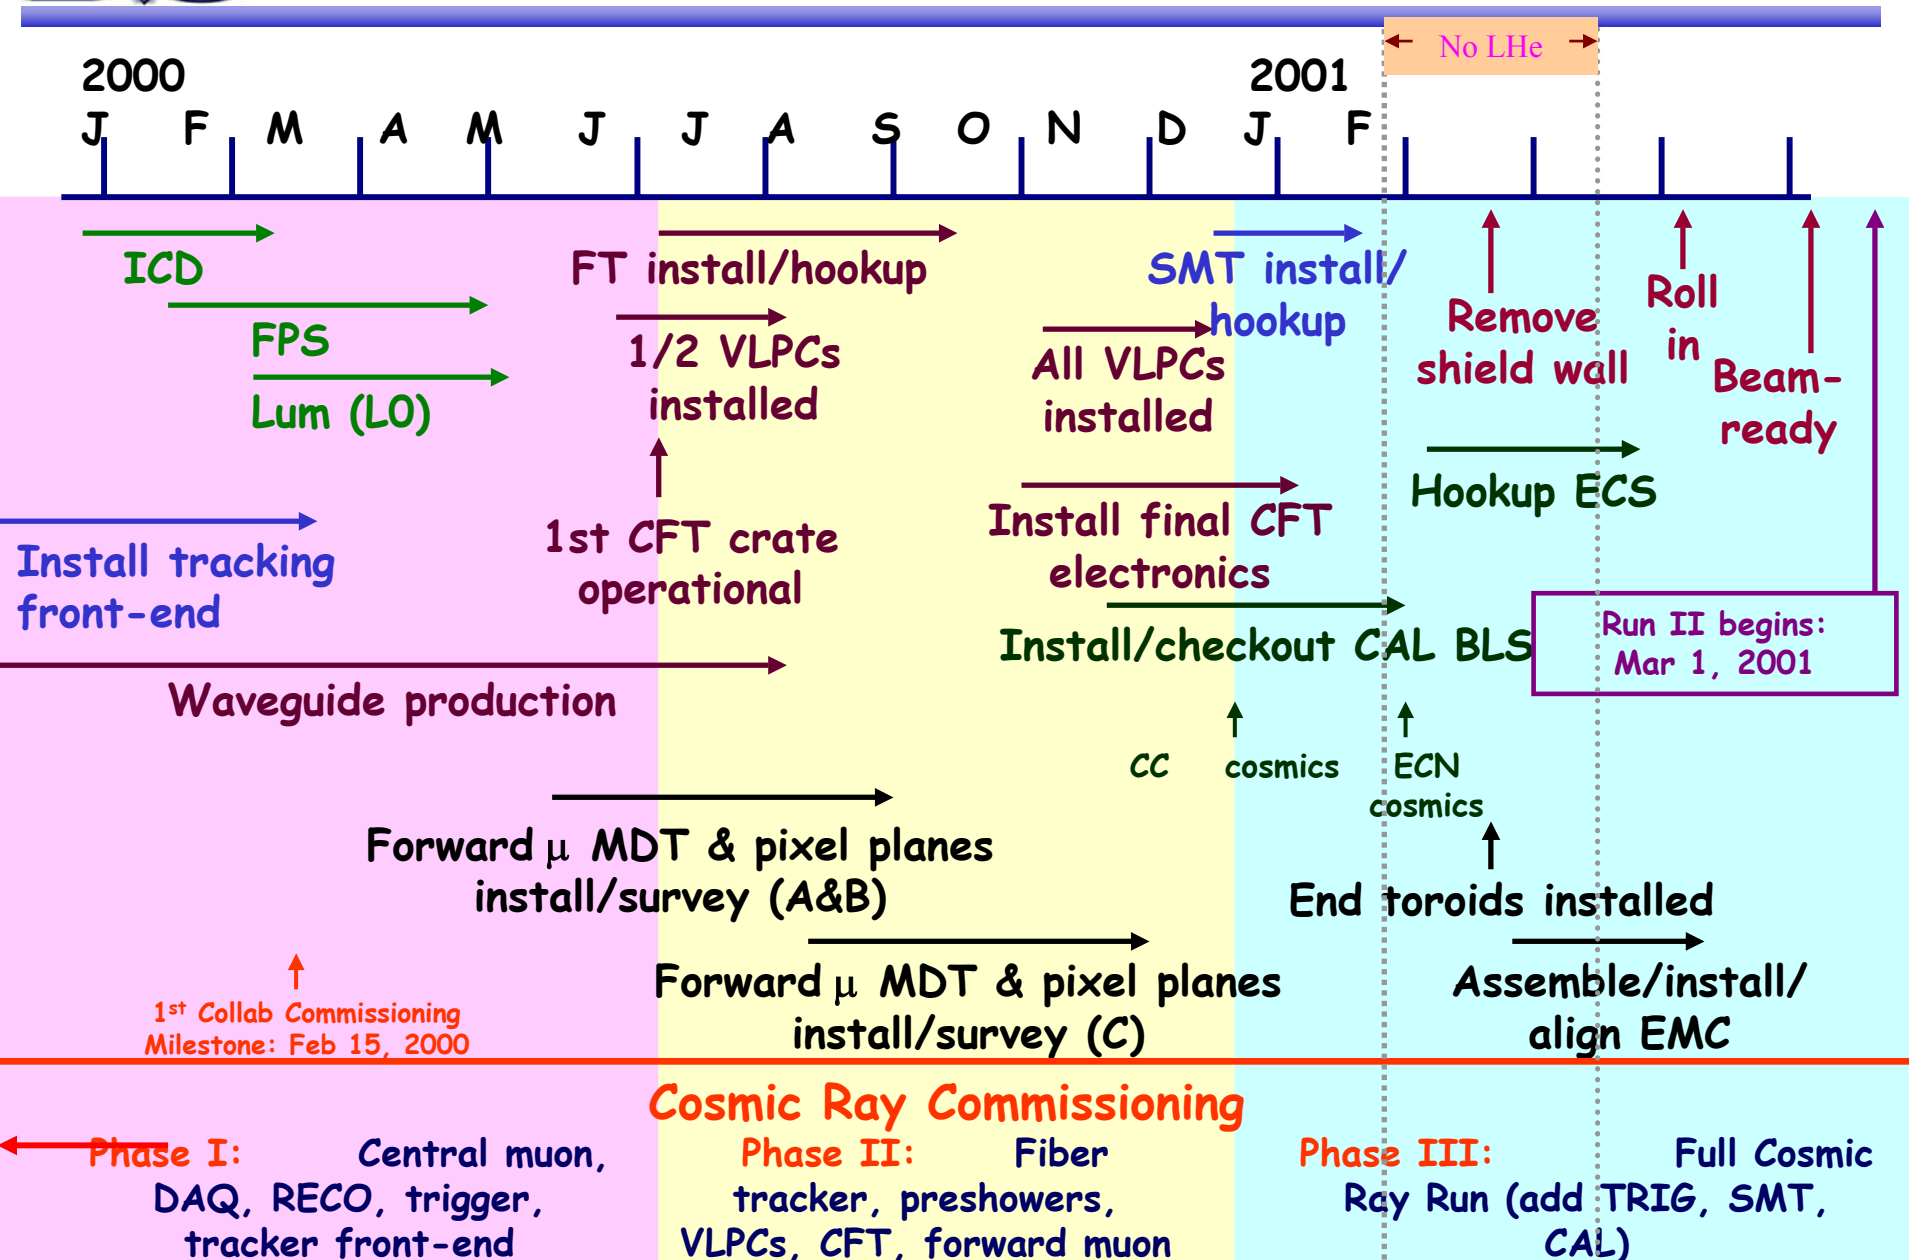 No LHe
2000 2001
J F M A M J J A S O N D J F
ICD
FT install/hookup
SMT install/
hookup
Remove
shield wall
Roll
in
Beam-
ready
FPS
1/2 VLPCs
installed
All VLPCs
installed
Lum (L0)
Hookup ECS
Install tracking
front-end
1st CFT crate
operational
Install final CFT
electronics
Install/checkout CAL BLS
Run II begins:
Mar 1, 2001
Waveguide production
CC cosmics
ECN
cosmics
Forward μ MDT & pixel planes
install/survey (A&B)
End toroids installed
Forward μ MDT & pixel planes
install/survey (C)
Assemble/install/
align EMC
1st Collab Commissioning
Milestone: Feb 15, 2000
Cosmic Ray Commissioning
Phase I: Central muon,
DAQ, RECO, trigger,
tracker front-end
Phase II: Fiber
tracker, preshowers,
VLPCs, CFT, forward muon
Phase III: Full Cosmic
Ray Run (add TRIG, SMT,
CAL)